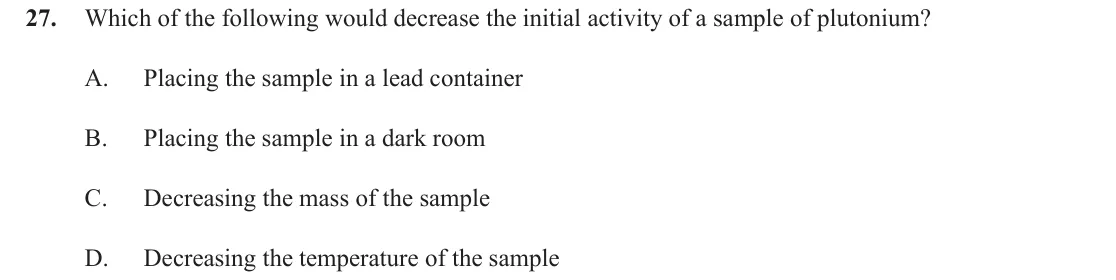 27. Which of the following would decrease the initial activity of a sample of plutonium?
A. Placing the sample in a lead container
B. Placing the sample in a dark room
C. Decreasing the mass of the sample
D. Decreasing the temperature of the sample